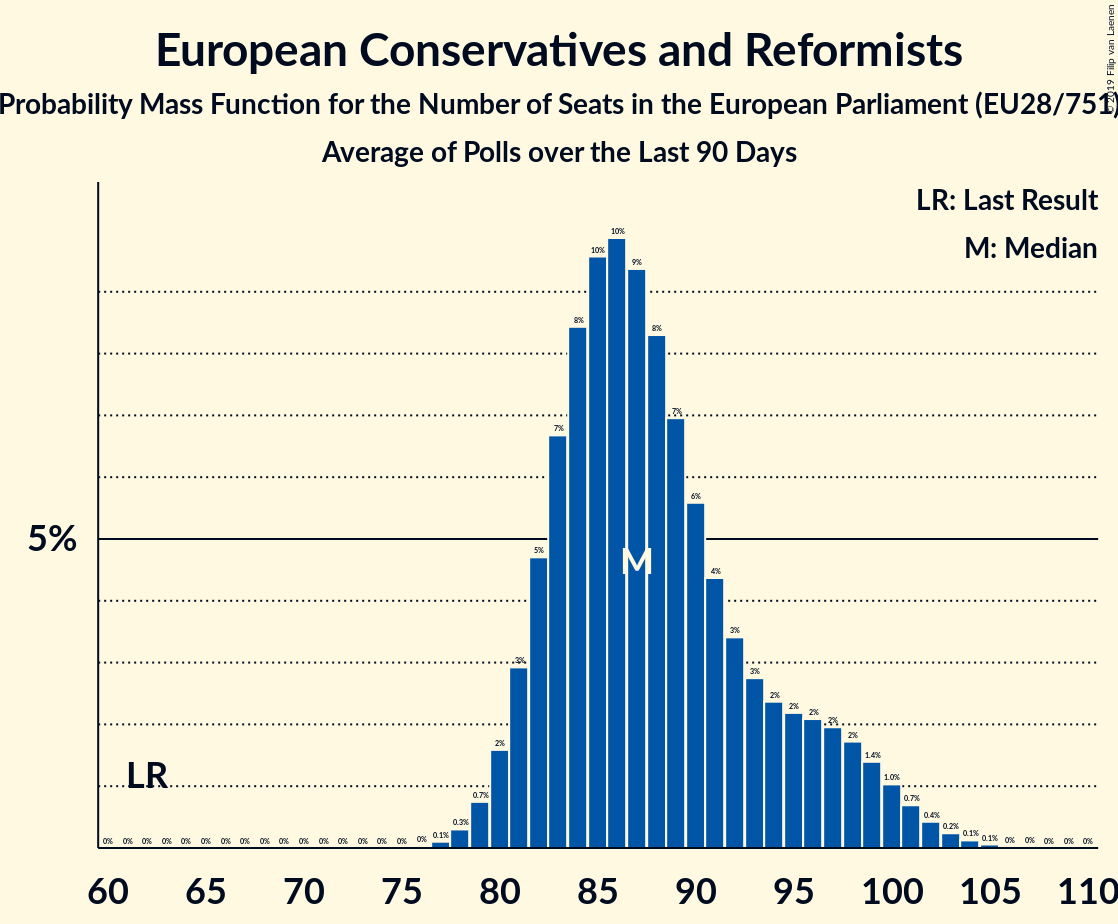 European Conservatives and Reformists
Probability Mass Function for the Number of Seats in the European Parliament (EU28/751)
Average of Polls over the Last 90 Days
© 2019 Filip van Laenen
LR: Last Result
M: Median
5%
LR
M
0% 0% 0% 0% 0% 0% 0% 0% 0% 0% 0% 0% 0% 0% 0% 0% 0% 0.1% 0.3% 0.7% 2% 3% 5% 7% 8% 10% 10% 9% 8% 7% 6% 4% 3% 3% 2% 2% 2% 2% 2% 1.4% 1.0% 0.7% 0.4% 0.2% 0.1% 0.1% 0% 0% 0% 0% 0%
60 65 70 75 80 85 90 95 100 105 110